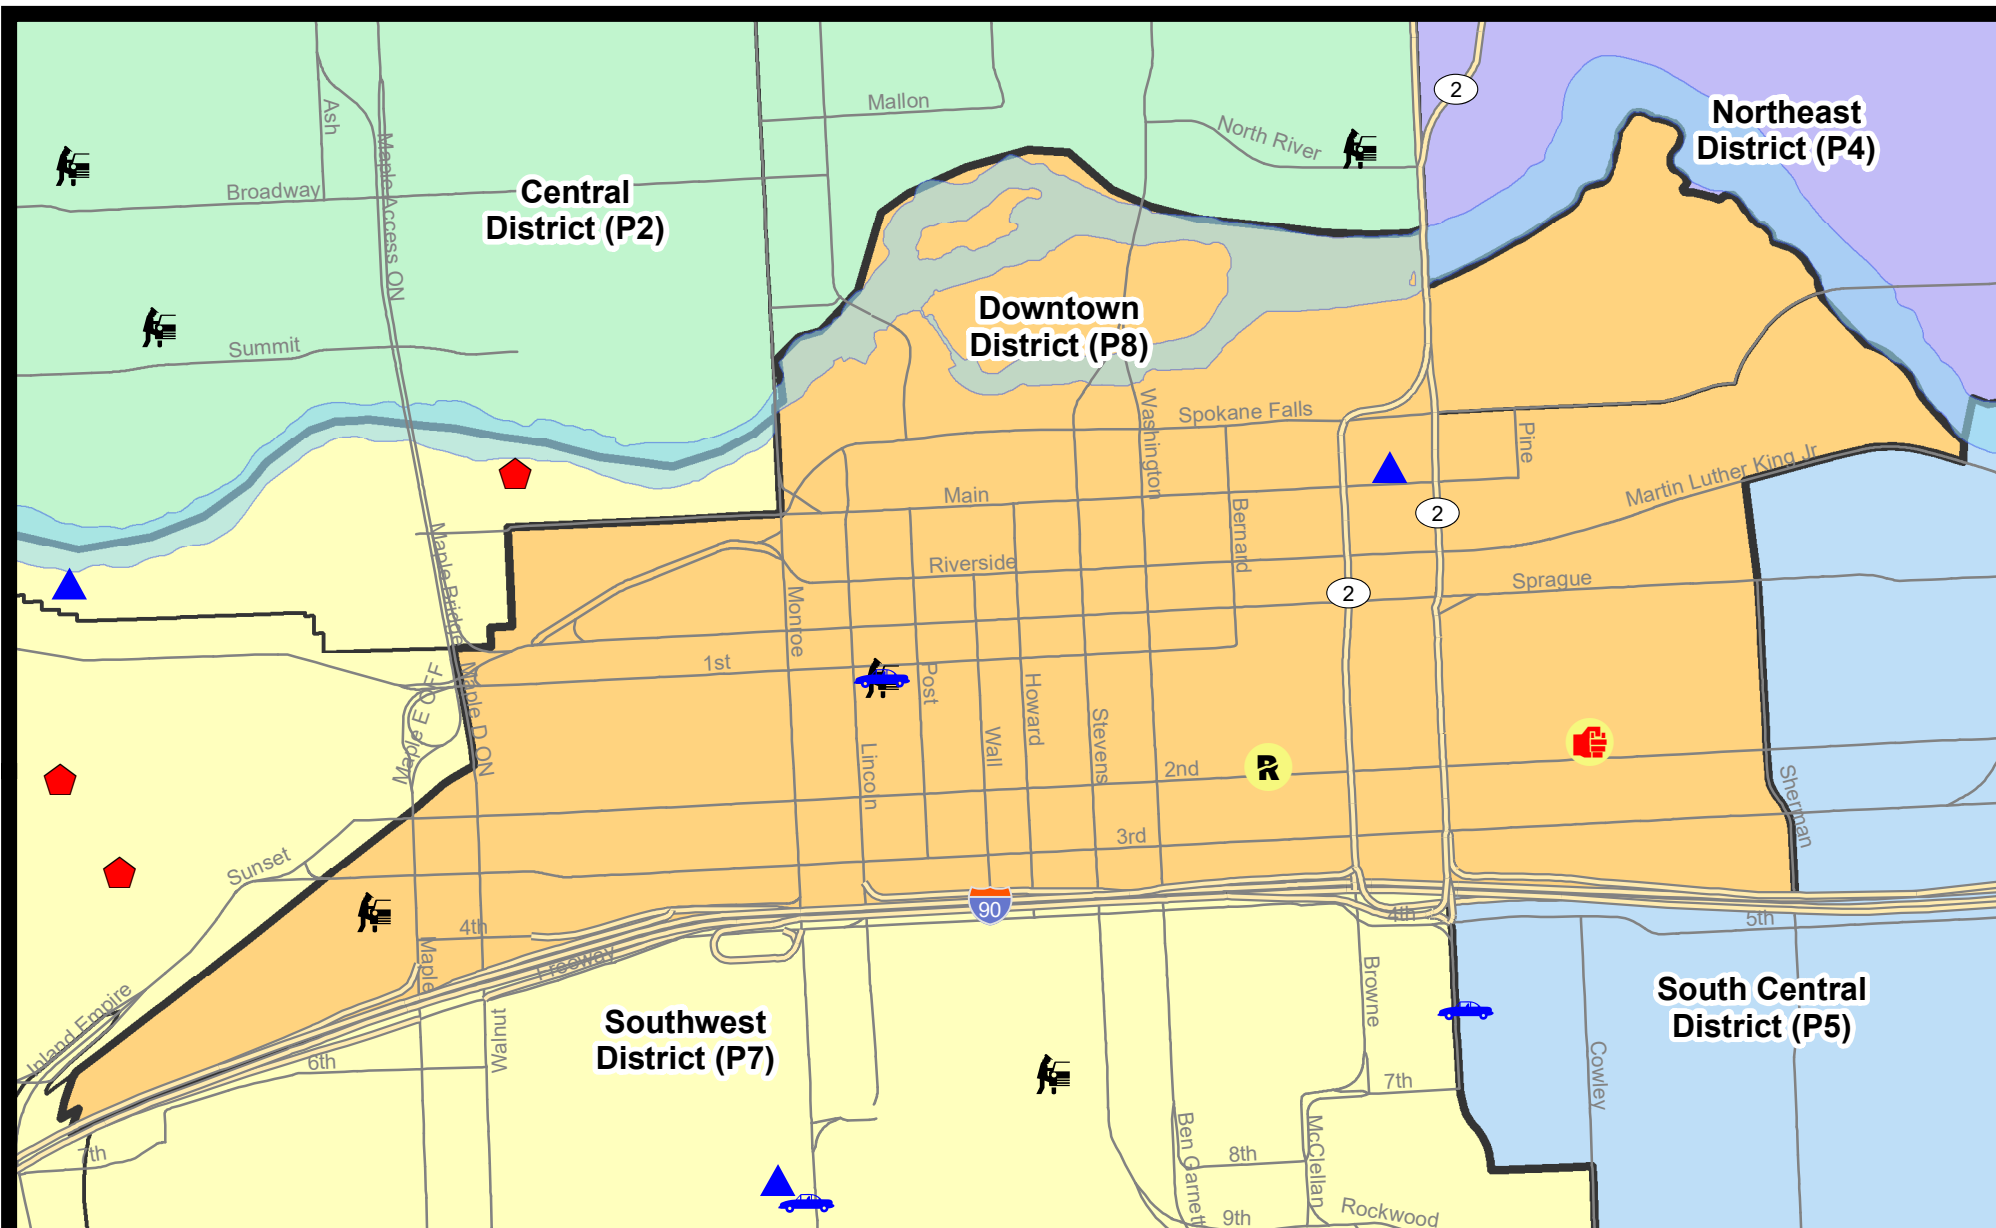 2
Northeast
District (P4)
Mallon
Ash
North River
Maple Access ON
Central
District (P2)
Broadway
Downtown
District (P8)
Summit
Washington
Spokane Falls
Pine
Martin Luther King Jr
Main
Bernard
2
Maple Bridge
Riverside
Sprague
2
Monroe
1st
Maple E OFF
Maple D ON
Post
Howard
Stevens
Wall
Lincoln
2nd
Sherman
3rd
Sunset
90
4th
4th
5th
Maple
Freeway
Browne
South Central
District (P5)
Inland Empire
Walnut
Southwest
District (P7)
6th
7th
Cowley
7th
Ben Garnett
McClellan
8th
9th
Rockwood
R